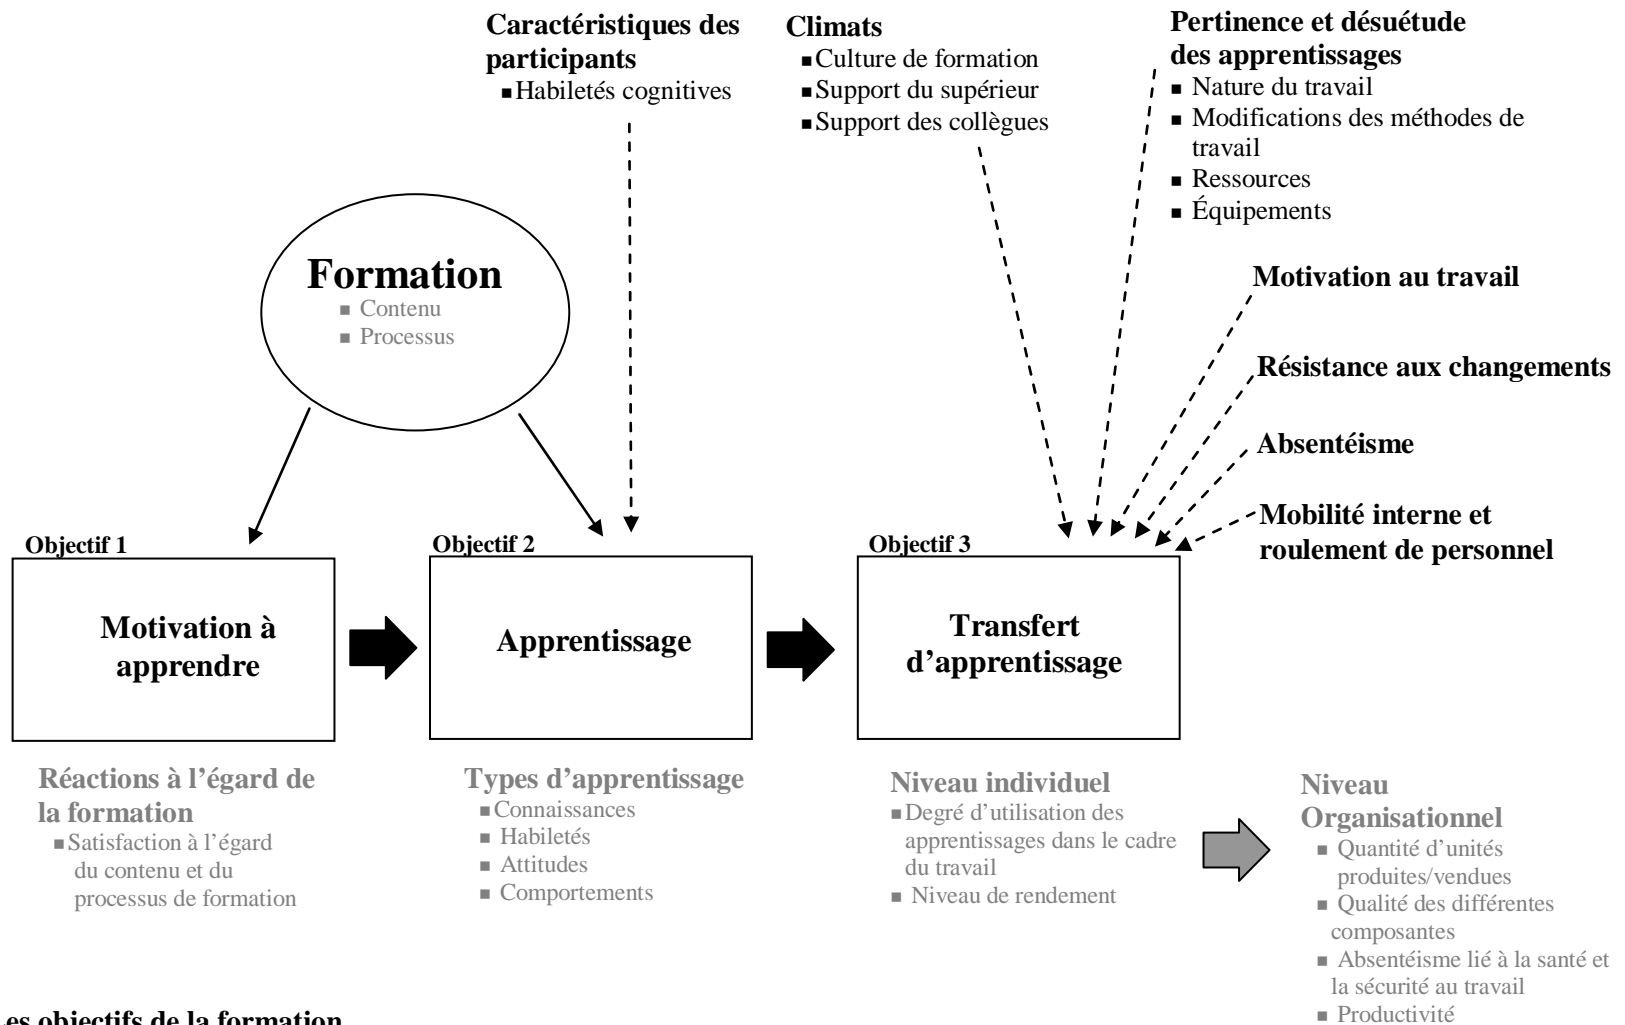 Caractéristiques des
participants
■ Habiletés cognitives
Climats
■ Culture de formation
■ Support du supérieur
■ Support des collègues
Pertinence et désuétude
des apprentissages
■ Nature du travail
■ Modifications des méthodes de
travail
■ Ressources
■ Équipements
Formation
■ Contenu
■ Processus
Motivation au travail
Résistance aux changements
Absentéisme
Mobilité interne et
roulement de personnel
Objectif 1
Motivation à
apprendre
Objectif 2
Apprentissage
Objectif 3
Transfert
d’apprentissage
Réactions à l’égard de
la formation
■ Satisfaction à l’égard
du contenu et du
processus de formation
Types d’apprentissage
■ Connaissances
■ Habiletés
■ Attitudes
■ Comportements
Niveau individuel
■ Degré d’utilisation des
apprentissages dans le cadre
du travail
■ Niveau de rendement
Niveau
Organisationnel
■ Quantité d’unités
produites/vendues
■ Qualité des différentes
composantes
■ Absentéisme lié à la santé et
la sécurité au travail
■ Productivité
es objectifs de la formation